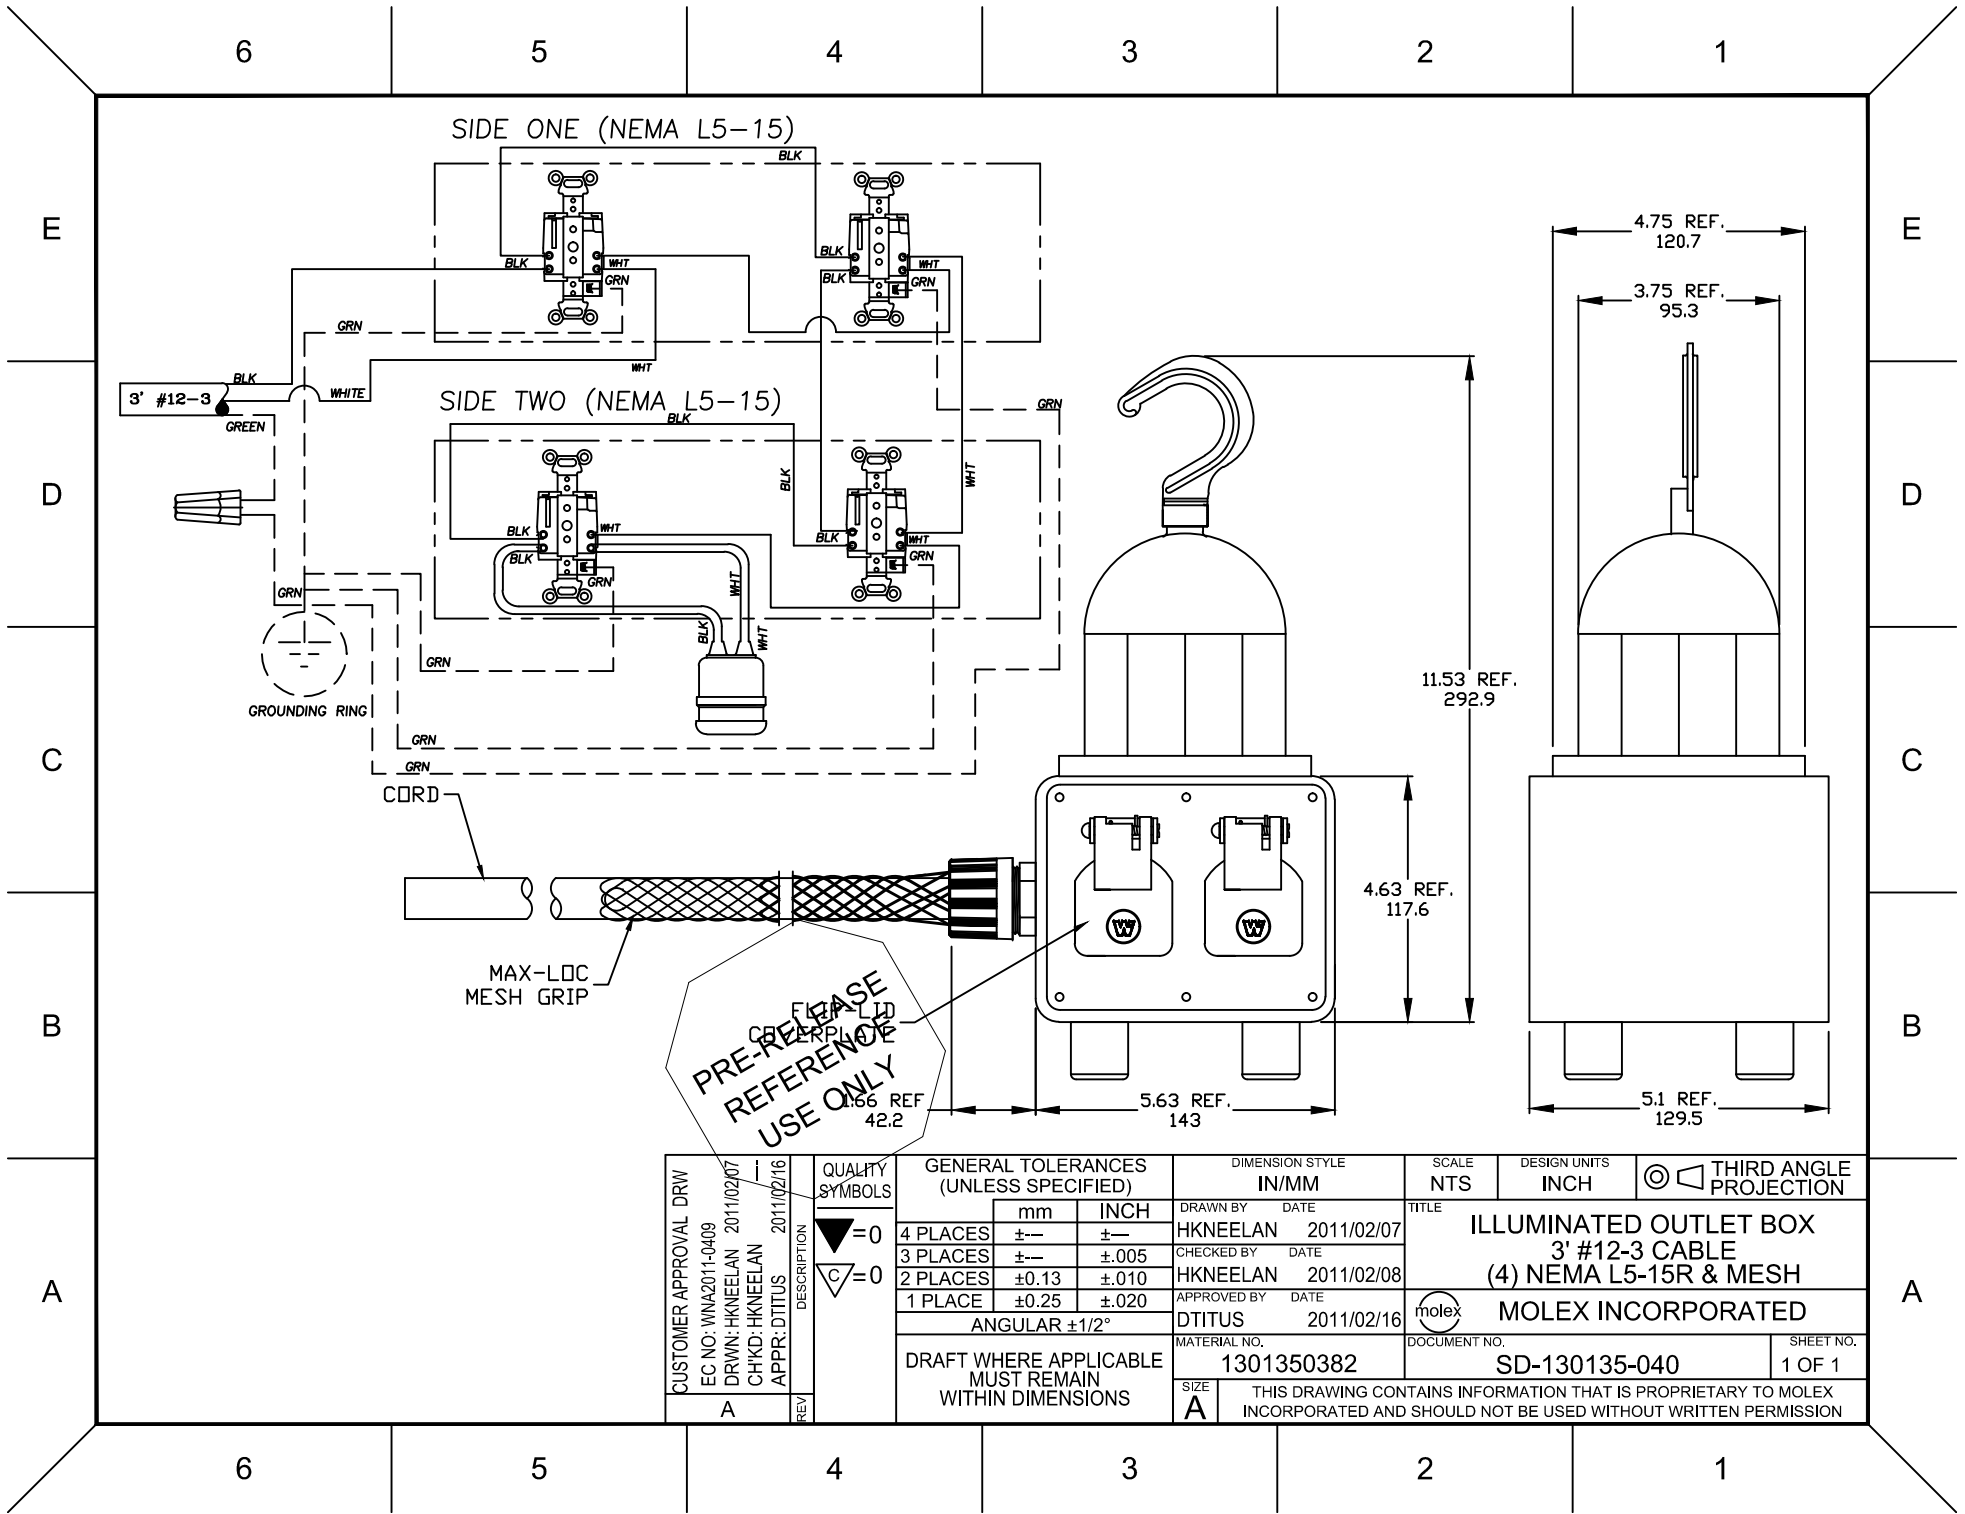 6 5 4 3 2 1
E E
D D
C C
B B
A A
6 5 4 3 2 1
SIDE ONE (NEMA L5-15)
BLK
BLK
WHT
GRN
BLK
BLK
WHT
GRN
GRN
WHT
3' #12-3
BLK
WHITE
GREEN
SIDE TWO (NEMA L5-15)
BLK
GRN
BLK
WHT
BLK
WHT
BLK
GRN
BLK
WHT
GRN
WHT
BLK
WHT
GRN
GRN
GROUNDING RING
GRN
GRN
CORD
MAX-LOC
MESH GRIP
FLIP-LID
COVERPLATE
PRE-RELEASE
REFERENCE
USE ONLY
W W
4.75 REF.
120.7
3.75 REF.
95.3
11.53 REF.
292.9
4.63 REF.
117.6
1.66 REF
42.2
5.63 REF.
143
5.1 REF.
129.5
CUSTOMER APPROVAL DRW
EC NO: WNA2011-0409
DRWN: HKNEELAN 2011/02/07
CH'KD: HKNEELAN ---
APPR: DTITUS 2011/02/16
DESCRIPTION
A
REV
QUALITY
SYMBOLS
=0
C =0
GENERAL TOLERANCES
(UNLESS SPECIFIED)
mm INCH
4 PLACES ±--- ±---
3 PLACES ±--- ±.005
2 PLACES ±0.13 ±.010
1 PLACE ±0.25 ±.020
ANGULAR ±1/2°
DRAFT WHERE APPLICABLE
MUST REMAIN
WITHIN DIMENSIONS
DIMENSION STYLE
IN/MM
SCALE
NTS
DESIGN UNITS
INCH
THIRD ANGLE
PROJECTION
DRAWN BY DATE
HKNEELAN 2011/02/07
CHECKED BY DATE
HKNEELAN 2011/02/08
APPROVED BY DATE
DTITUS 2011/02/16
TITLE
ILLUMINATED OUTLET BOX
3' #12-3 CABLE
(4) NEMA L5-15R & MESH
molex MOLEX INCORPORATED
MATERIAL NO.
1301350382
DOCUMENT NO.
SD-130135-040
SHEET NO.
1 OF 1
SIZE
A
THIS DRAWING CONTAINS INFORMATION THAT IS PROPRIETARY TO MOLEX
INCORPORATED AND SHOULD NOT BE USED WITHOUT WRITTEN PERMISSION